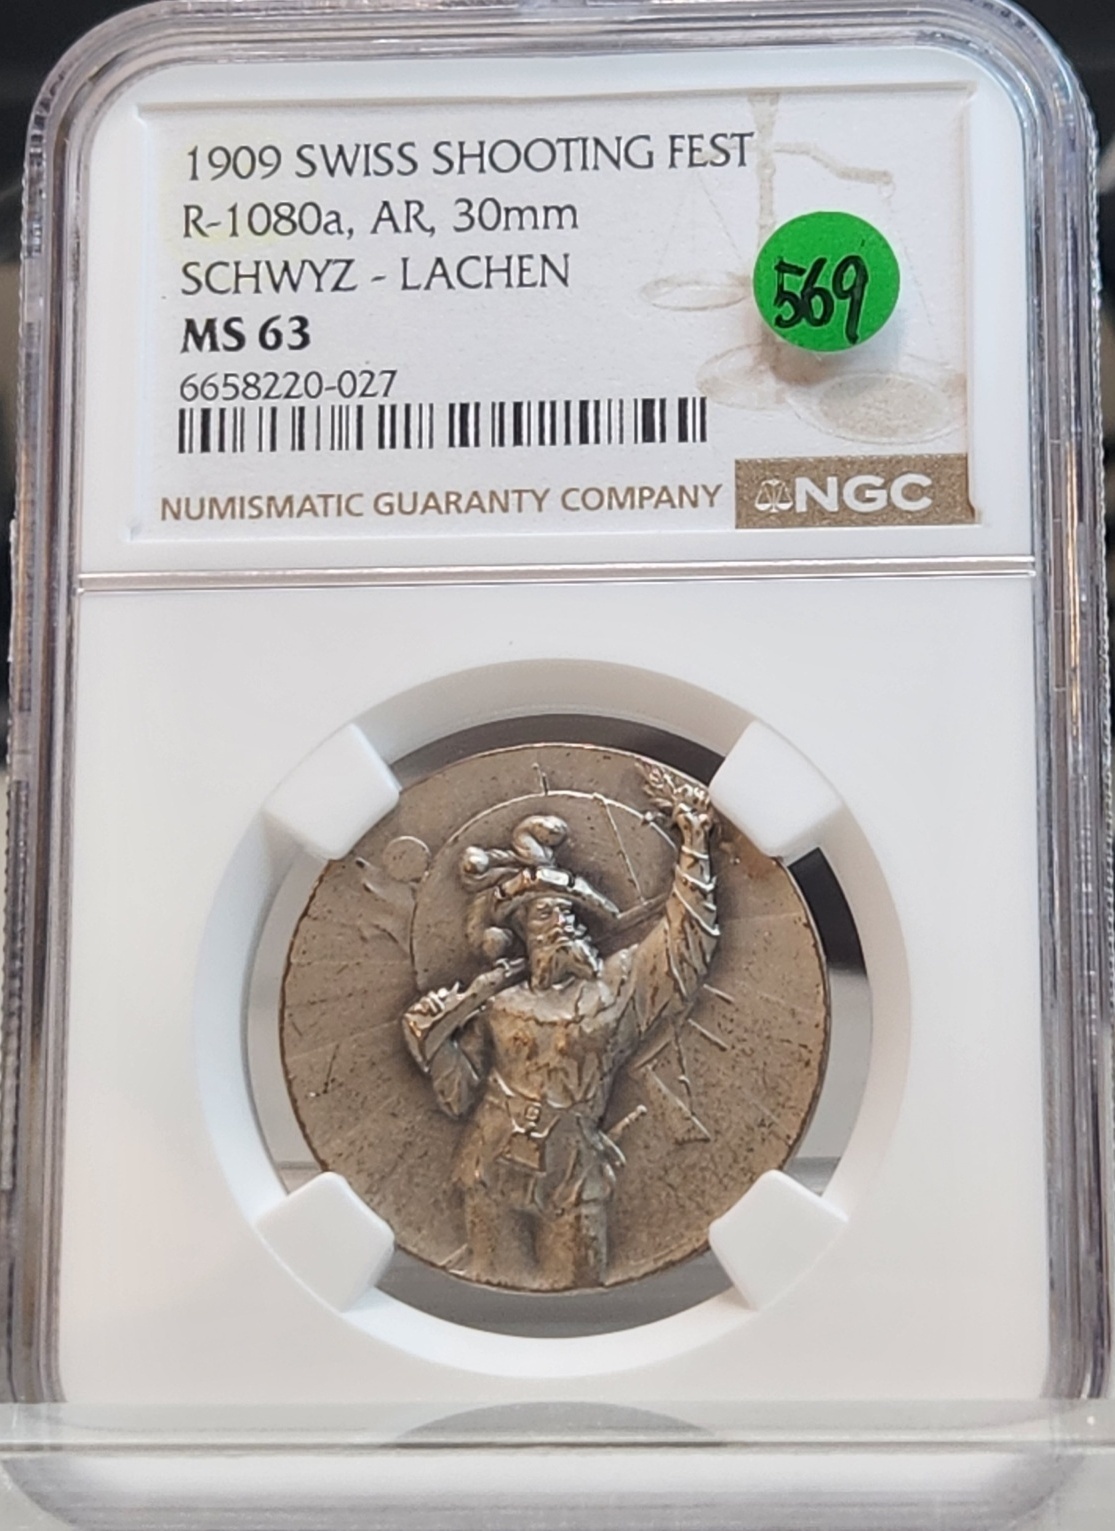 1909 SWISS SHOOTING FEST
R-1080a, AR, 30mm
SCHWYZ - LACHEN
MS 63
6658220-027
NUMISMATIC GUARANTY COMPANY
NGC
569